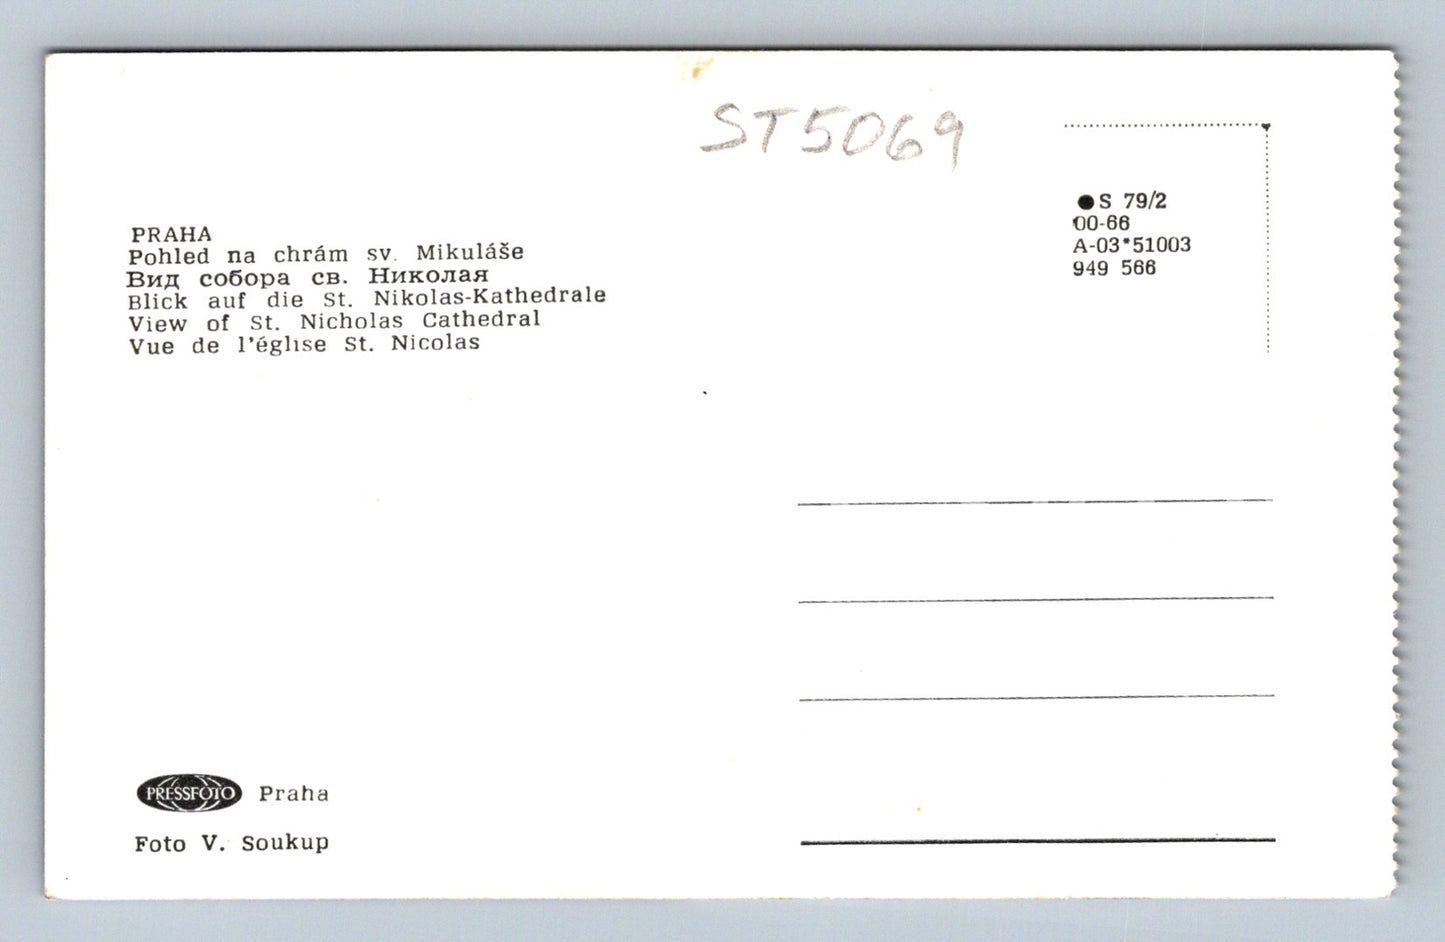 ST5069
● S 79/2
00-66
A-03*51003
949 566
PRAHA
Pohled na chrám sv. Mikuláše
Вид собора св. Николая
Blick auf die St. Nikolas-Kathedrale
View of St. Nicholas Cathedral
Vue de l'église St. Nicolas
PRESSFOTO Praha
Foto V. Soukup